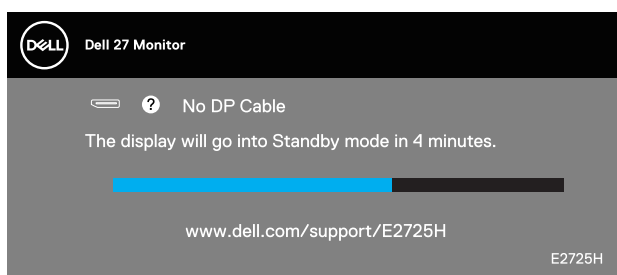 DELL
Dell 27 Monitor
? No DP Cable
The display will go into Standby mode in 4 minutes.
www.dell.com/support/E2725H
E2725H